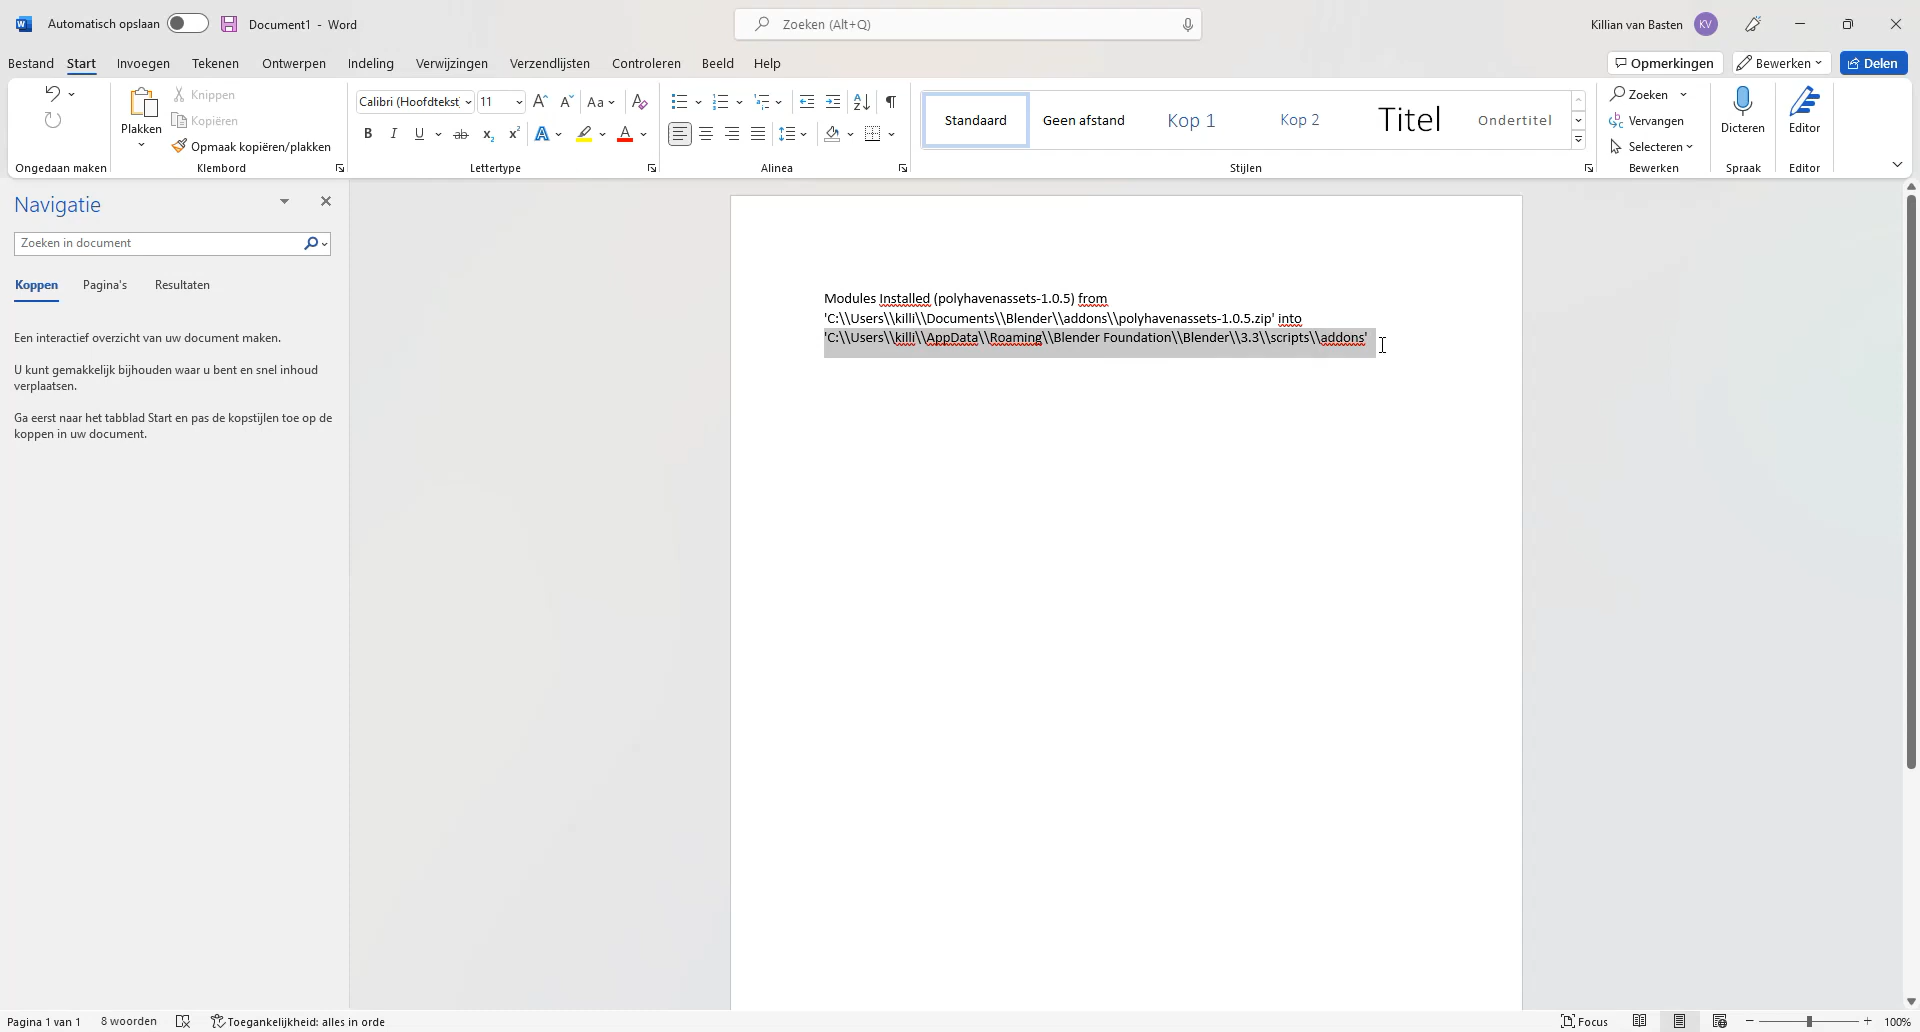 Automatisch opslaan
Document1 - Word
Zoeken (Alt+Q)
Killian van Basten
KV
Bestand Start Invoegen Tekenen Ontwerpen Indeling Verwijzingen Verzendlijsten Controleren Beeld Help
Opmerkingen
Bewerken
Delen
Ongedaan maken
Plakken
Knippen
Kopiëren
Opmaak kopiëren/plakken
Klembord
Calibri (Hoofdtekst 11
Lettertype
Alinea
Standaard Geen afstand Kop 1 Kop 2 Titel Ondertitel
Stijlen
Zoeken
Vervangen
Selecteren
Bewerken
Dicteren
Spraak
Editor
Editor
Navigatie
Zoeken in document
Koppen Pagina's Resultaten
Een interactief overzicht van uw document maken.
U kunt gemakkelijk bijhouden waar u bent en snel inhoud
verplaatsen.
Ga eerst naar het tabblad Start en pas de kopstijlen toe op de
koppen in uw document.
Modules Installed (polyhavenassets-1.0.5) from
'C:\\Users\\killi\\Documents\\Blender\\addons\\polyhavenassets-1.0.5.zip' into
'C:\\Users\\killi\\AppData\\Roaming\\Blender Foundation\\Blender\\3.3\\scripts\\addons'
Pagina 1 van 1 8 woorden Toegankelijkheid: alles in orde
Focus
100%